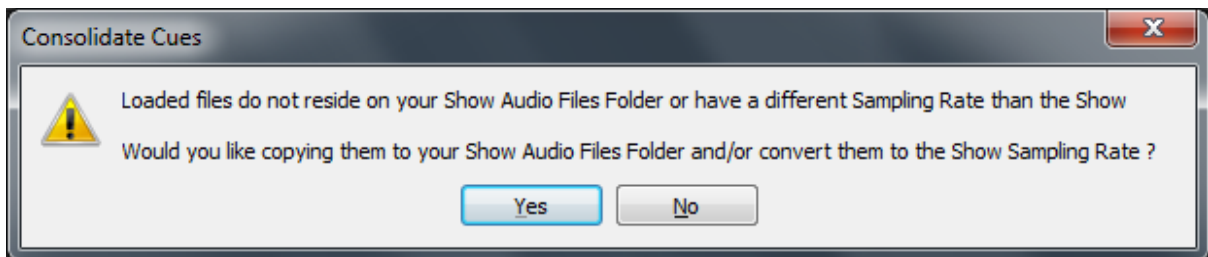 Consolidate Cues
Loaded files do not reside on your Show Audio Files Folder or have a different Sampling Rate than the Show
Would you like copying them to your Show Audio Files Folder and/or convert them to the Show Sampling Rate ?
Yes
No